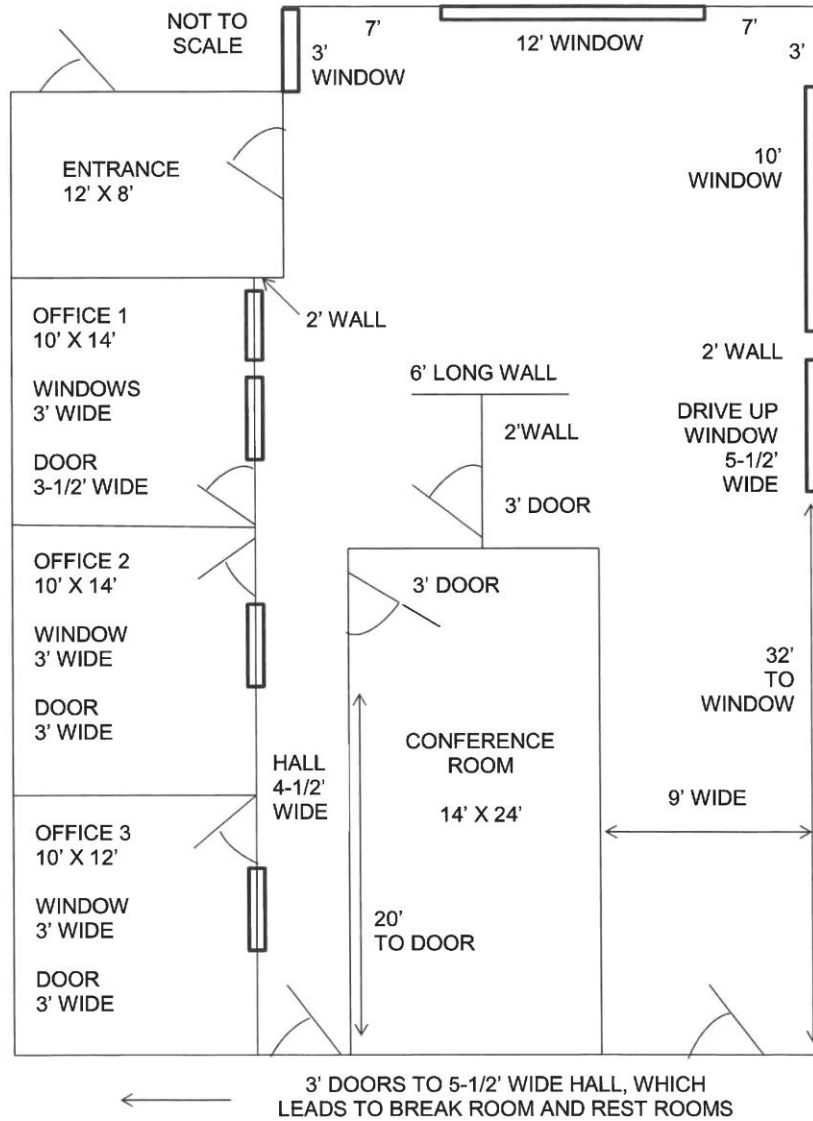 NOT TO
SCALE
7'
3'
WINDOW
12' WINDOW
7'
3'
ENTRANCE
12' X 8'
10'
WINDOW
OFFICE 1
10' X 14'
WINDOWS
3' WIDE
DOOR
3-1/2' WIDE
2' WALL
6' LONG WALL
2'WALL
3' DOOR
2' WALL
DRIVE UP
WINDOW
5-1/2'
WIDE
OFFICE 2
10' X 14'
WINDOW
3' WIDE
DOOR
3' WIDE
3' DOOR
32'
TO
WINDOW
HALL
4-1/2'
WIDE
CONFERENCE
ROOM
14' X 24'
9' WIDE
OFFICE 3
10' X 12'
WINDOW
3' WIDE
DOOR
3' WIDE
20'
TO DOOR
3' DOORS TO 5-1/2' WIDE HALL, WHICH
LEADS TO BREAK ROOM AND REST ROOMS